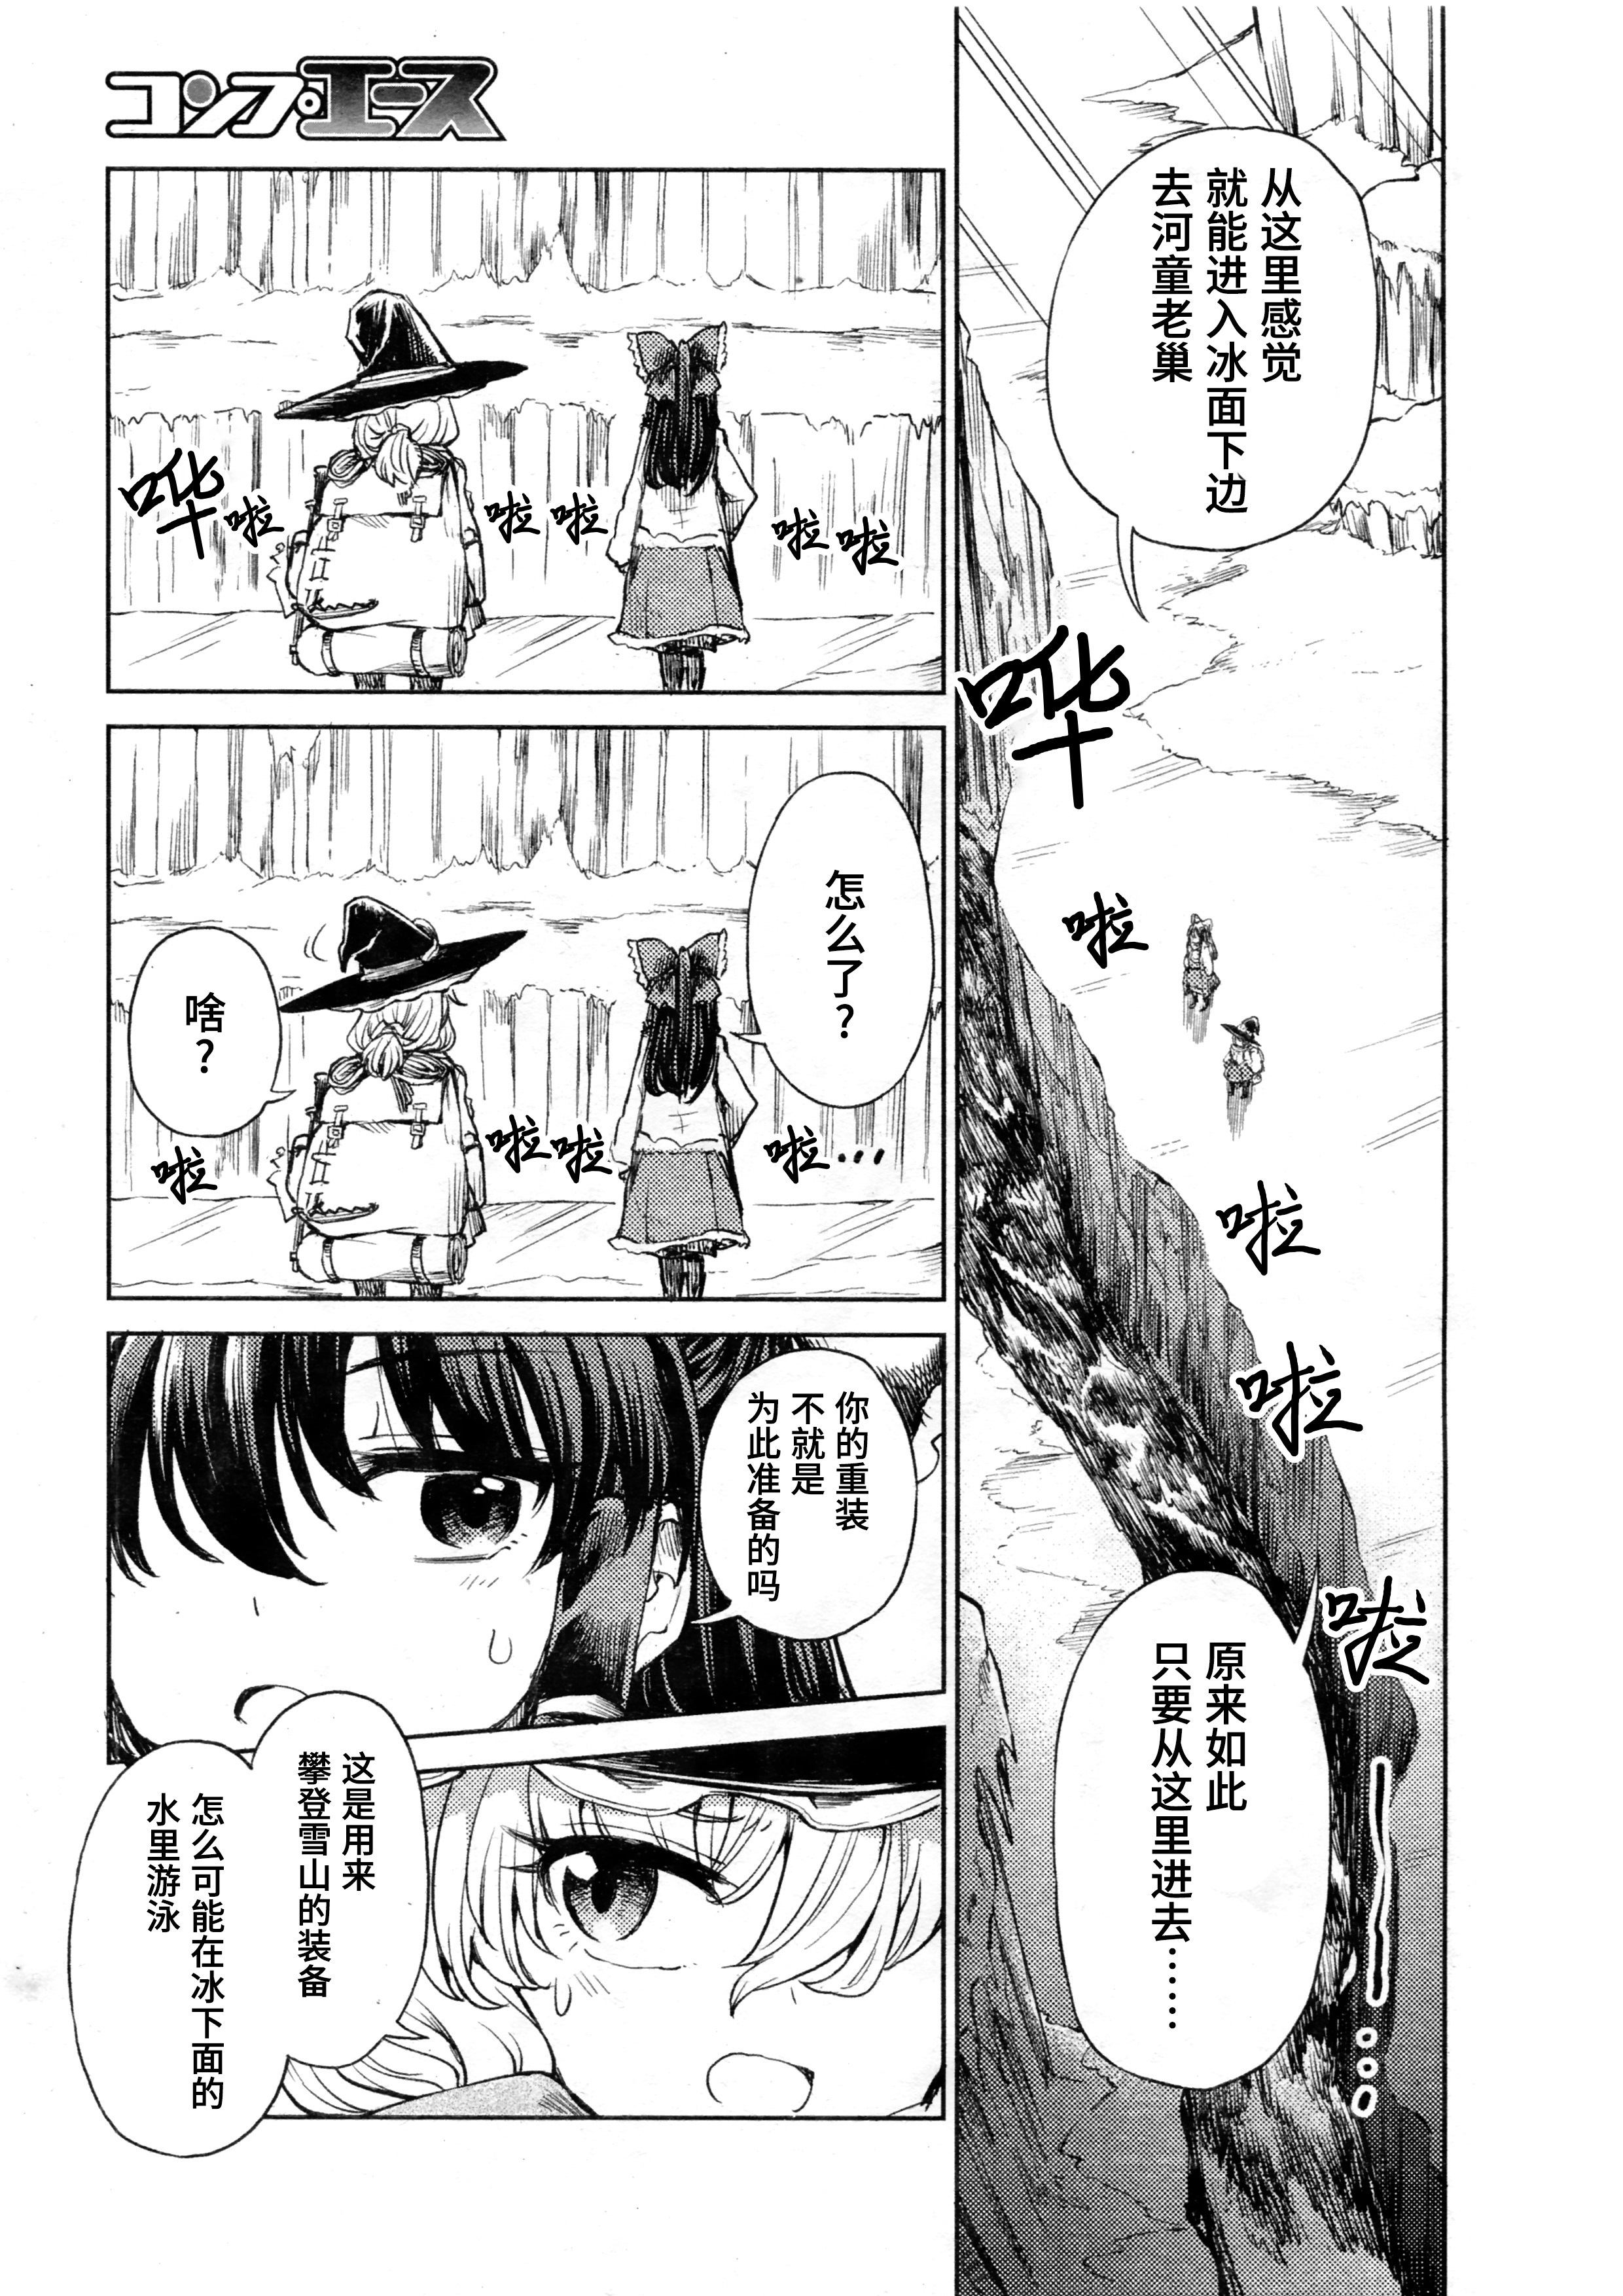 コンプ・エース
从这里感觉
就能进入冰面下边
去河童老巢
哗
啦
啦
啦
啦
原来如此
只要从这里进去……
哗
啦
啦
啦
啦
啦
怎么了?
啥?
啦
啦
啦
啦…
你的重装
不就是
为此准备的吗
这是用来
攀登雪山的装备
怎么可能在冰下面的
水里游泳